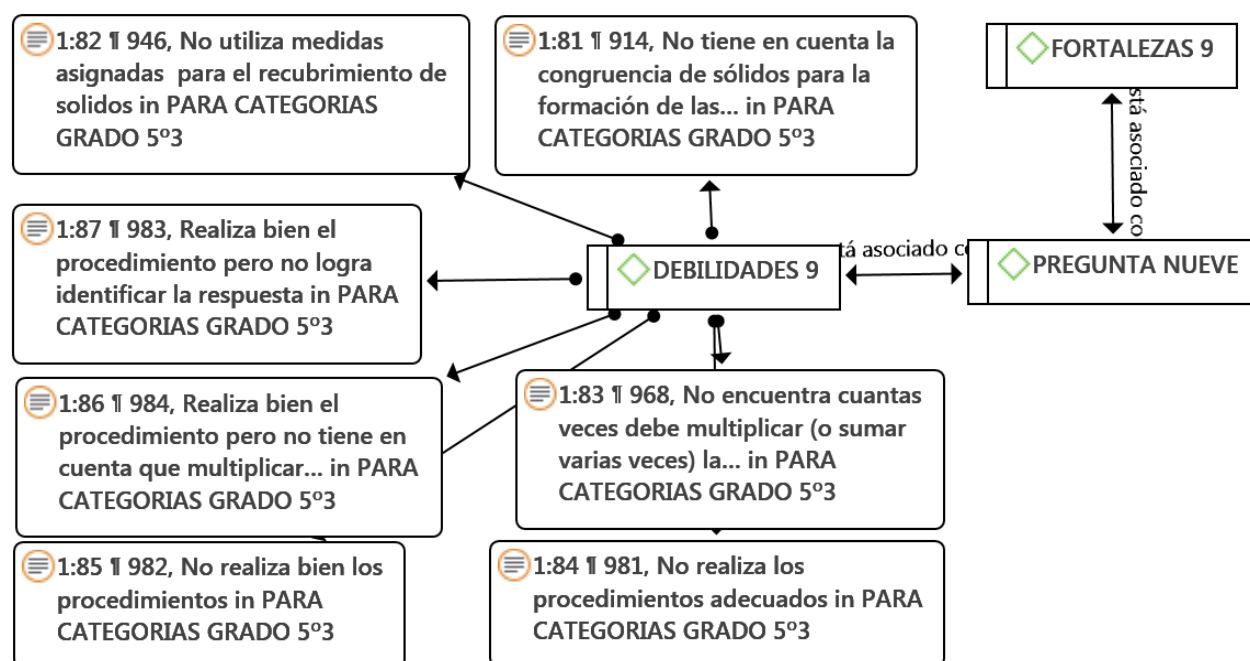 1:82 ¶ 946, No utiliza medidas
asignadas para el recubrimiento de
solidos in PARA CATEGORIAS
GRADO 5º3
1:81 ¶ 914, No tiene en cuenta la
congruencia de sólidos para la
formación de las... in PARA
CATEGORIAS GRADO 5º3
FORTALEZAS 9
stá asociado co
1:87 ¶ 983, Realiza bien el
procedimiento pero no logra
identificar la respuesta in PARA
CATEGORIAS GRADO 5º3
DEBILIDADES 9
tá asociado co
PREGUNTA NUEVE
1:86 ¶ 984, Realiza bien el
procedimiento pero no tiene en
cuenta que multiplicar... in PARA
CATEGORIAS GRADO 5º3
1:83 ¶ 968, No encuentra cuantas
veces debe multiplicar (o sumar
varias veces) la... in PARA
CATEGORIAS GRADO 5º3
1:85 ¶ 982, No realiza bien los
procedimientos in PARA
CATEGORIAS GRADO 5º3
1:84 ¶ 981, No realiza los
procedimientos adecuados in PARA
CATEGORIAS GRADO 5º3